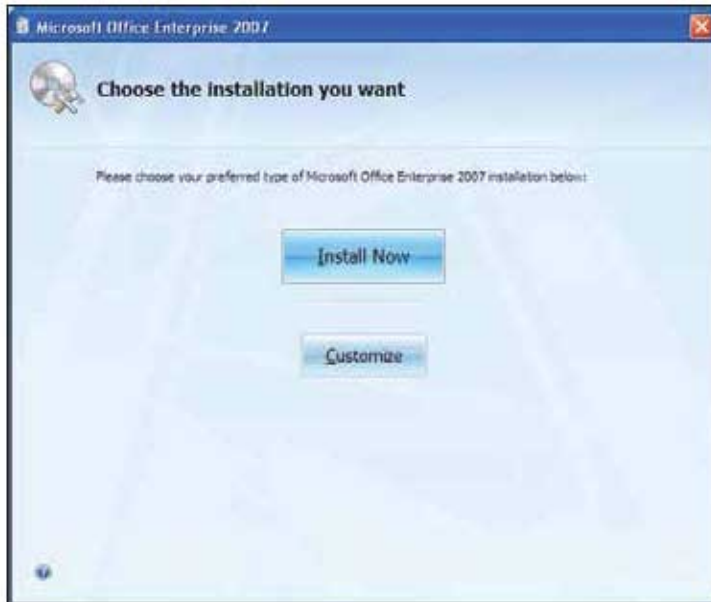 Microsoft Office Enterprise 2007
Choose the installation you want
Please choose your preferred type of Microsoft Office Enterprise 2007 installation below:
Install Now
Customize